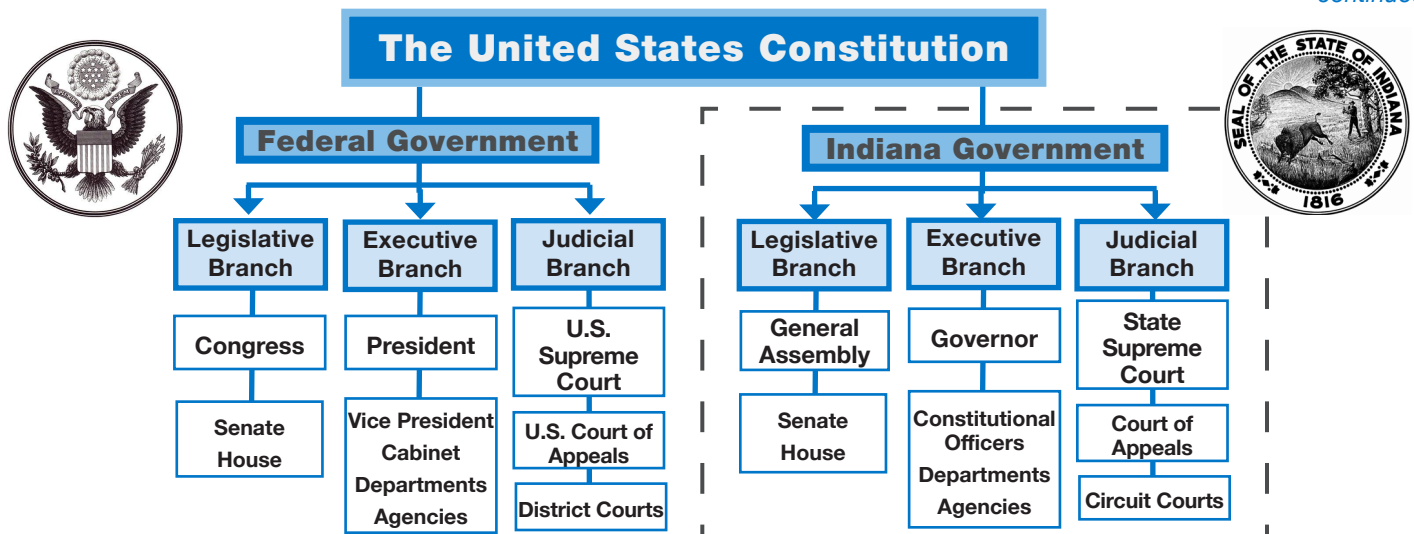 continued
The United States Constitution
SEAL OF THE STATE OF INDIANA
1816
Federal Government
Legislative
Branch
Congress
Senate
House
Executive
Branch
President
Vice President
Cabinet
Departments
Agencies
Judicial
Branch
U.S.
Supreme
Court
U.S. Court of
Appeals
District Courts
Indiana Government
Legislative
Branch
General
Assembly
Senate
House
Executive
Branch
Governor
Constitutional
Officers
Departments
Agencies
Judicial
Branch
State
Supreme
Court
Court of
Appeals
Circuit Courts